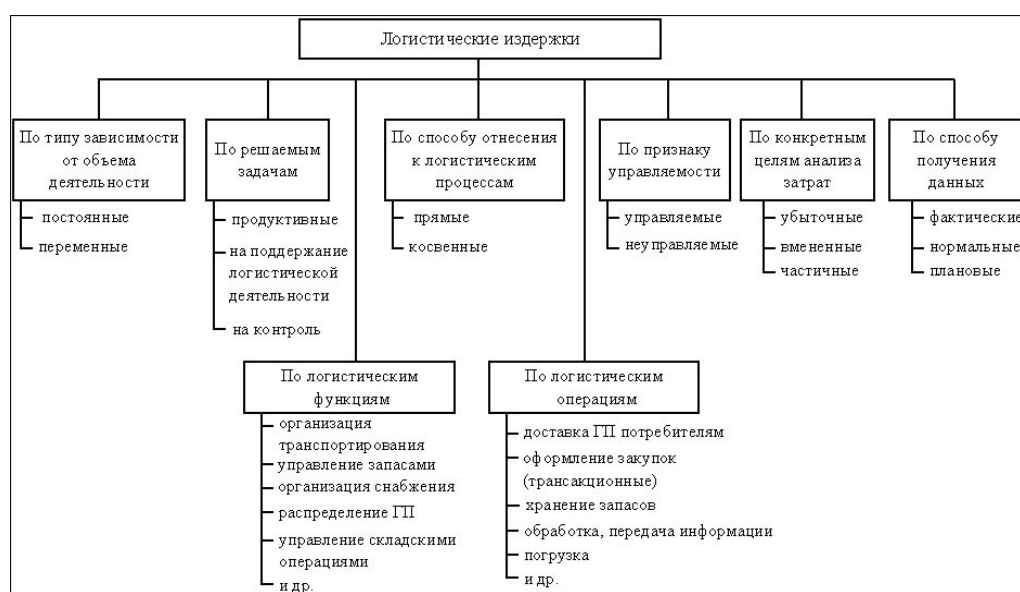 Логистические издержки
По типу зависимости
от объема
деятельности
постоянные
переменные
По решаемым
задачам
продуктивные
на поддержание
логистической
деятельности
на контроль
По способу отнесения
к логистическим
процессам
прямые
косвенные
По признаку
управляемости
управляемые
неуправляемые
По конкретным
целям анализа
затрат
убыточные
вмененные
частичные
По способу
получения
данных
фактические
нормальные
плановые
По логистическим
функциям
организация
транспортирования
управление запасами
организация снабжения
распределение ГП
управление складскими
операциями
и др.
По логистическим
операциям
доставка ГП потребителям
оформление закупок
(трансакционные)
хранение запасов
обработка, передача информации
погрузка
и др.